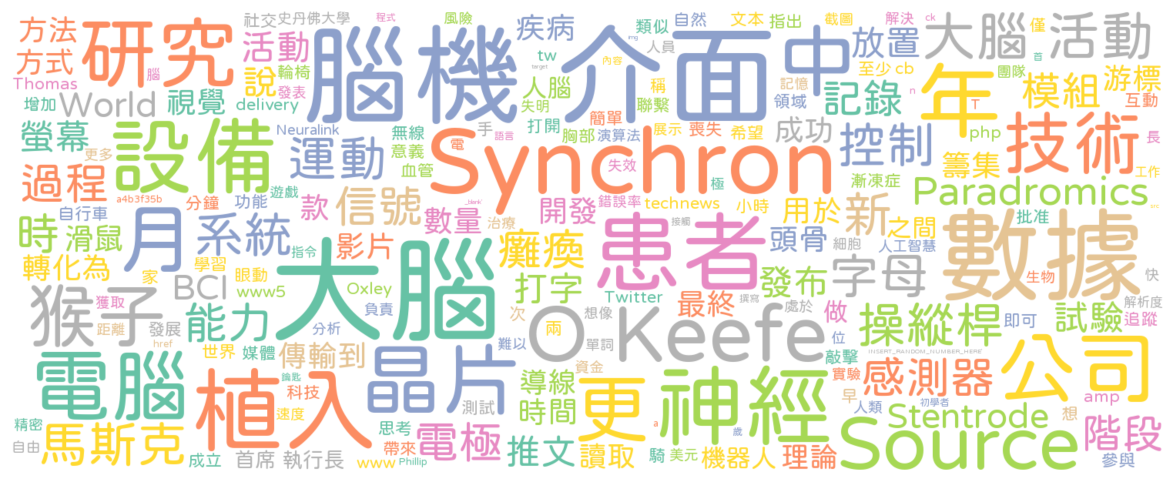 方法
研究
腦機介面
中
年
大腦
Synchron
數據
設備
技術
患者
O Keefe
神經
公司
植入
晶片
電腦
月
更
Source
社交
史丹佛大學
程式
風險
類似
自然
文本
指出
截圖
解決
ck
僅
首
活動
疾病
tw
人員
放置
大腦 活動
方式
說
輪椅
腦
發表
內容
target
img
稱
至少
cb
團隊
模組
游標
Thomas
World
視覺
人腦
聯繫
記憶
領域
記錄
n
T
互動
增加
delivery
失明
簡單
螢幕
Neuralink
無線
手
打開
胸部
演算法
展示
喪失
希望
成功
控制
php
長
更多
運動
意義
電
語言
血管
失效
極
籌集
工作
過程
a4b3f35b
分鐘
功能
遊戲
_blank
款
開發
錯誤率
technews
小時
漸凍症
Paradromics
時
自行車
滑鼠
系統
信號
數量
治療
接觸
用於
新
之間
批准
轉化為
指令
影片
癱瘓
頭骨
細胞
人工智慧
家
學習
眼動
打字
發布
字母
生物
快
猴子
獲取
BCI
www5
Oxley
Twitter
最終
撰寫
做
解析度
追蹤
距離
發展
能力
負責
次
兩
想像
處於
操縱桿
即可
試驗
href
分析
難以
單詞
位
INSERT_RANDOM_NUMBER_HERE
世界
媒體
傳輸到
敲擊
資金
實驗
感測器
鑰匙
科技
測試
導線
早
人類
初學者
amp
精密
速度
思考
時間
a
歲
Stentrode
想
馬斯克
帶來
電極
階段
自由
成立
首席
執行長
www
Phillip
推文
讀取
騎
美元
機器人
理論
參與